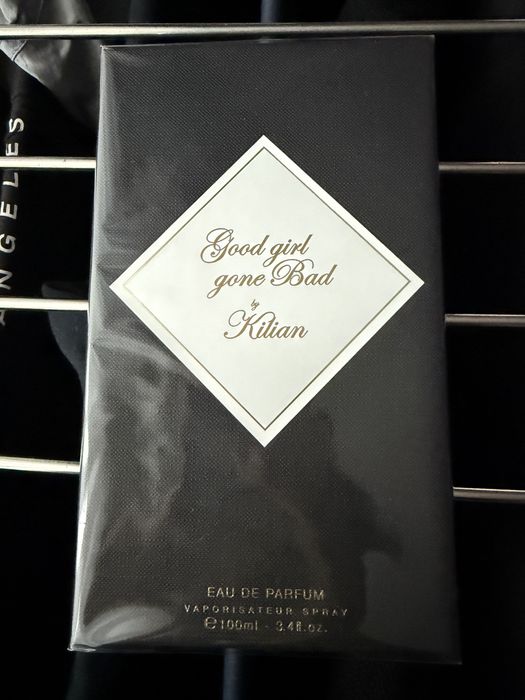 Good girl
gone Bad
by
Kilian
EAU DE PARFUM
VAPORISATEUR SPRAY
℮100ml - 3.4fl.oz.
ANGELES